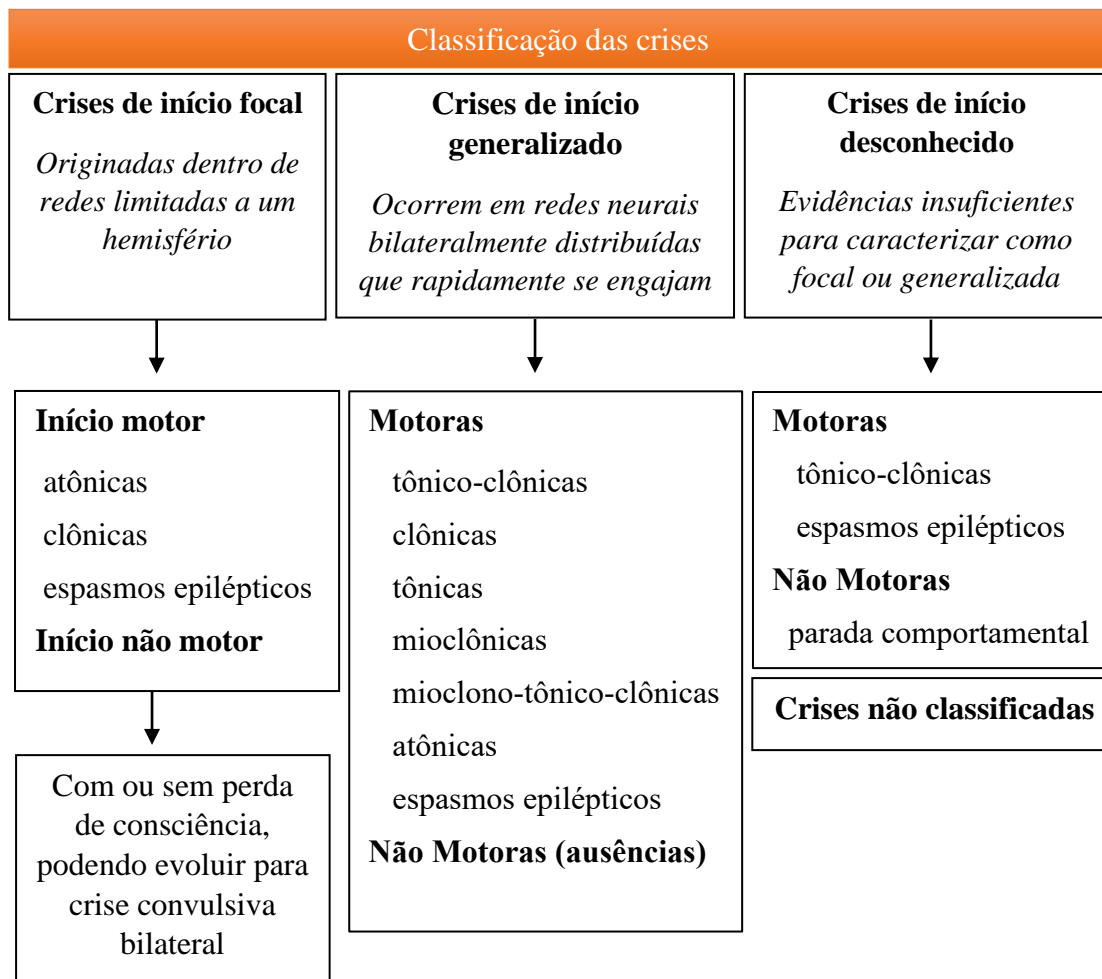 Classificação das crises
Crises de início focal
Originadas dentro de
redes limitadas a um
hemisfério
Crises de início
generalizado
Ocorrem em redes neurais
bilateralmente distribuídas
que rapidamente se engajam
Crises de início
desconhecido
Evidências insuficientes
para caracterizar como
focal ou generalizada
Início motor
atônicas
clônicas
espasmos epilépticos
Início não motor
Com ou sem perda
de consciência,
podendo evoluir para
crise convulsiva
bilateral
Motoras
tônico-clônicas
clônicas
tônicas
mioclônicas
mioclono-tônico-clônicas
atônicas
espasmos epilépticos
Não Motoras (ausências)
Motoras
tônico-clônicas
espasmos epilépticos
Não Motoras
parada comportamental
Crises não classificadas